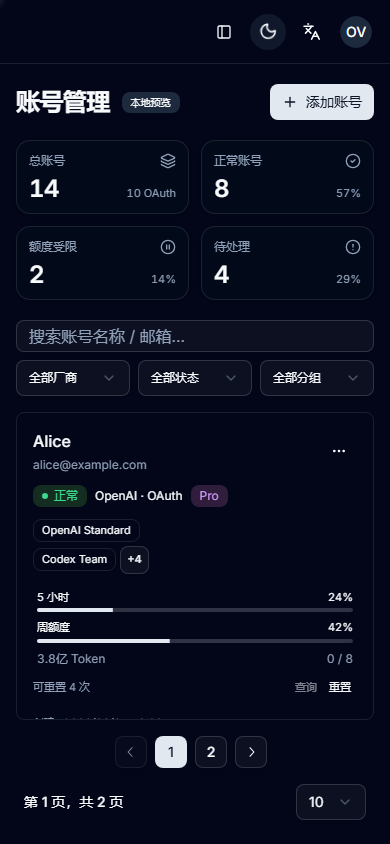 OV
账号管理 本地预览 添加账号
总账号
14 10 OAuth
正常账号
8 57%
额度受限
2 14%
待处理
4 29%
搜索账号名称 / 邮箱...
全部厂商 全部状态 全部分组
Alice
alice@example.com
正常 OpenAI · OAuth Pro
OpenAI Standard
Codex Team +4
5 小时 24%
周额度 42%
3.8亿 Token 0 / 8
可重置 4 次 查询 重置
1 2
第 1 页，共 2 页 10